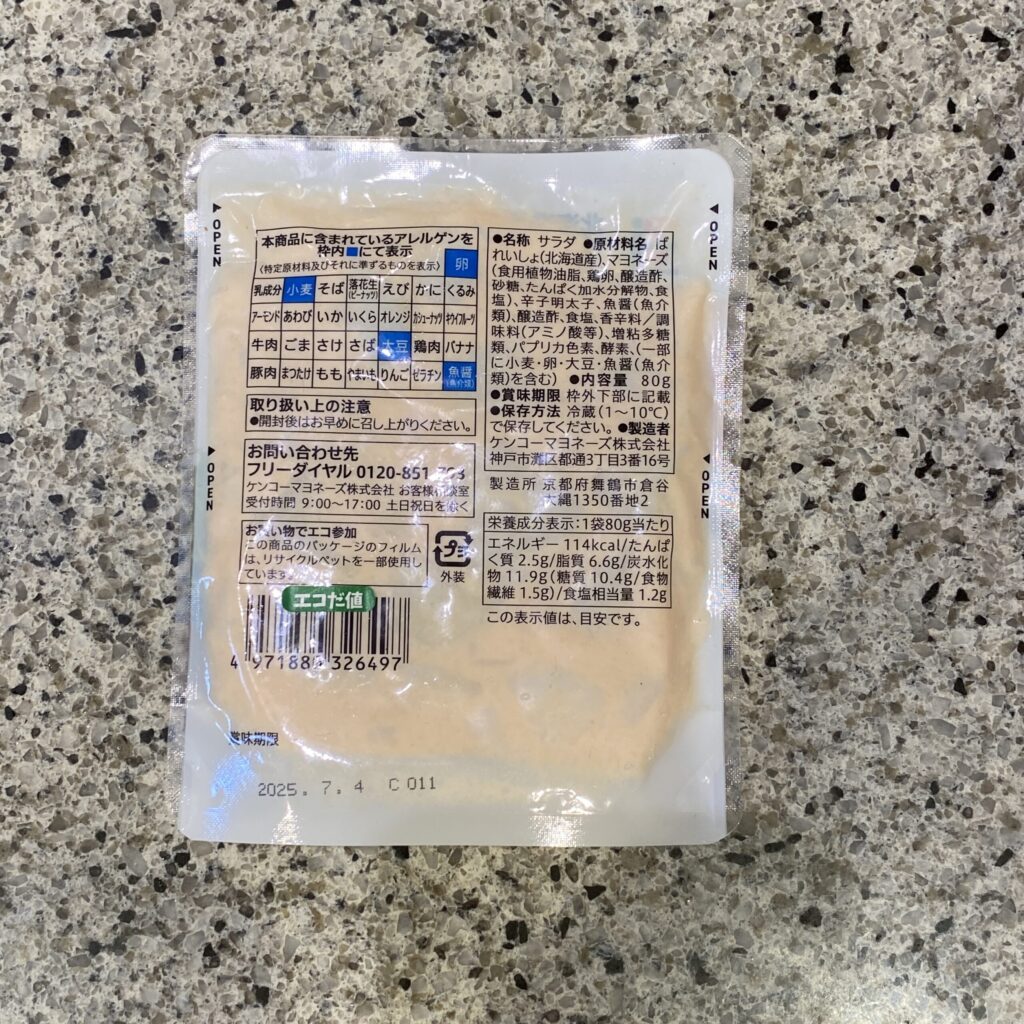 本商品に含まれているアレルゲンを
枠内■にて表示
〈特定原材料及びそれに準ずるものを表示〉
卵
乳成分 小麦 そば 落花生(ピーナッツ) えび かに くるみ
アーモンド あわび いか いくら オレンジ カシューナッツ キウイフルーツ
牛肉 ごま さけ さば 大豆 鶏肉 バナナ
豚肉 まつたけ もも やまいも りんご ゼラチン 魚醤(魚介類)
取り扱い上の注意
●開封後はお早めに召し上がりください。
お問い合わせ先
フリーダイヤル 0120-851-
ケンコーマヨネーズ株式会社 お客様相談室
受付時間 9:00〜17:00 土日祝日を除く
お買い物でエコ参加
この商品のパッケージのフィルム
は、リサイクルペットを一部使用し
ています。
プラ
外装
エコだ値
4 971880 326497
賞味期限
2025. 7. 4 C 011
●名称 サラダ ●原材料名 ば
れいしょ(北海道産)、マヨネーズ
(食用植物油脂、鶏卵、醸造酢、
砂糖、たんぱく加水分解物、食
塩)、辛子明太子、魚醤(魚介
類)、醸造酢、食塩、香辛料/調
味料(アミノ酸等)、増粘多糖
類、パプリカ色素、酵素、(一部
に小麦・卵・大豆・魚醤(魚介
類)を含む) ●内容量 80g
●賞味期限 枠外下部に記載
●保存方法 冷蔵(1〜10℃)
で保存してください。●製造者
ケンコーマヨネーズ株式会社
神戸市灘区都通3丁目3番16号
製造所 京都府舞鶴市倉谷
大縄1350番地2
栄養成分表示:1袋80g当たり
エネルギー 114kcal/たんぱ
く質 2.5g/脂質 6.6g/炭水化
物 11.9g(糖質 10.4g/食物
繊維 1.5g)/食塩相当量 1.2g
この表示値は、目安です。
OPEN
OPEN
OPEN
OPEN